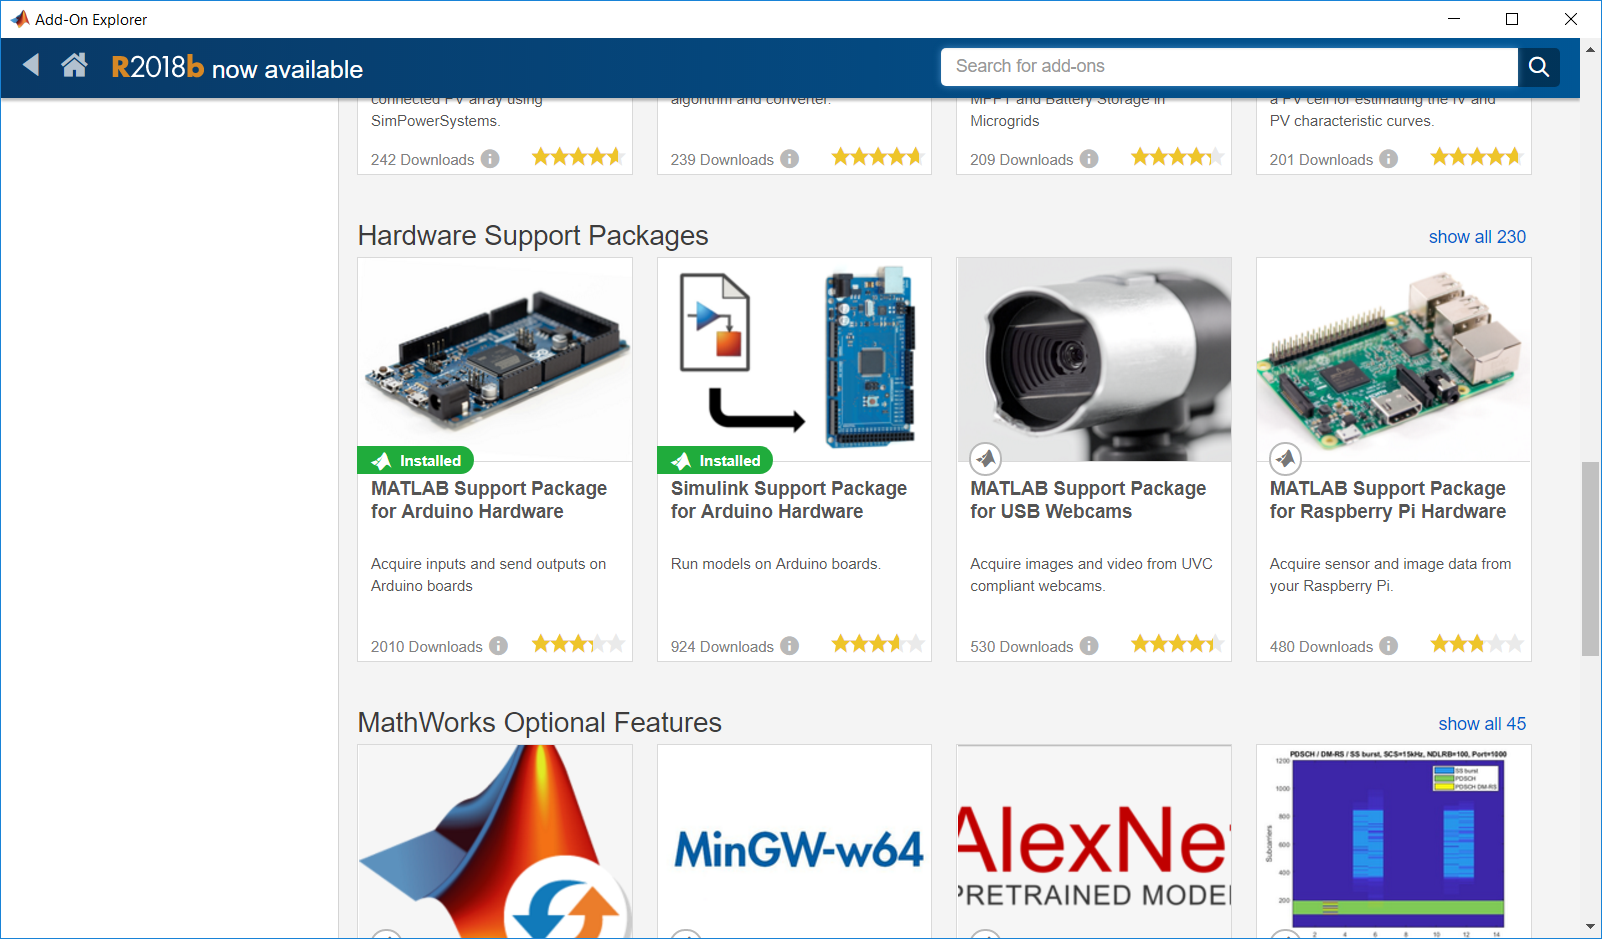 Add-On Explorer
R2018b now available
Search for add-ons
connected PV array using
SimPowerSystems.
242 Downloads
algorithm and converter.
239 Downloads
MPPT and Battery Storage in
Microgrids
209 Downloads
a PV cell for estimating the IV and
PV characteristic curves.
201 Downloads
Hardware Support Packages
show all 230
Installed
MATLAB Support Package
for Arduino Hardware
Acquire inputs and send outputs on
Arduino boards
2010 Downloads
Installed
Simulink Support Package
for Arduino Hardware
Run models on Arduino boards.
924 Downloads
MATLAB Support Package
for USB Webcams
Acquire images and video from UVC
compliant webcams.
530 Downloads
MATLAB Support Package
for Raspberry Pi Hardware
Acquire sensor and image data from
your Raspberry Pi.
480 Downloads
MathWorks Optional Features
show all 45
MinGW-w64
AlexNet
PRETRAINED MODEL
PDSCH / DM-RS / SS burst, SCS=15kHz, NDLRB=100, Port=1000
SS burst
PDSCH
PDSCH DM-RS
Subcarriers
1200
1000
800
600
400
200
2 4 6 8 10 12 14